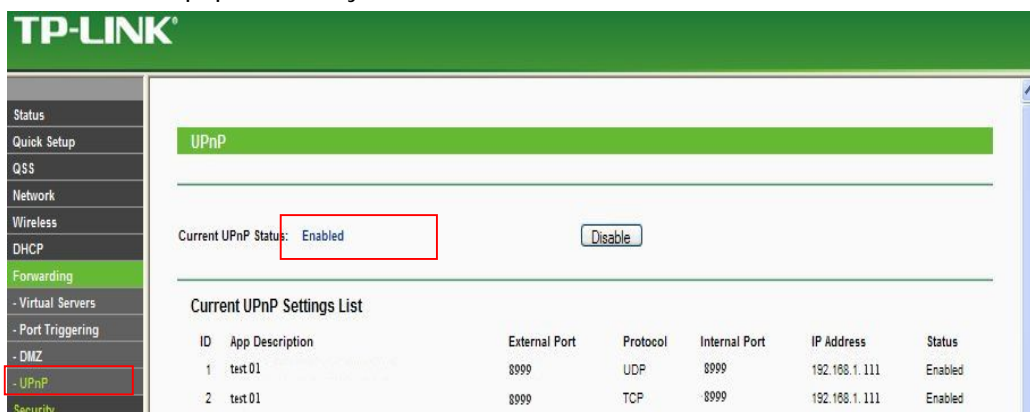 TP-LINK®
Status
Quick Setup
QSS
Network
Wireless
DHCP
Forwarding
- Virtual Servers
- Port Triggering
- DMZ
- UPnP
Security
UPnP
Current UPnP Status: Enabled Disable
Current UPnP Settings List
ID App Description External Port Protocol Internal Port IP Address Status
1 test 01 8999 UDP 8999 192.168.1.111 Enabled
2 test 01 8999 TCP 8999 192.168.1.111 Enabled